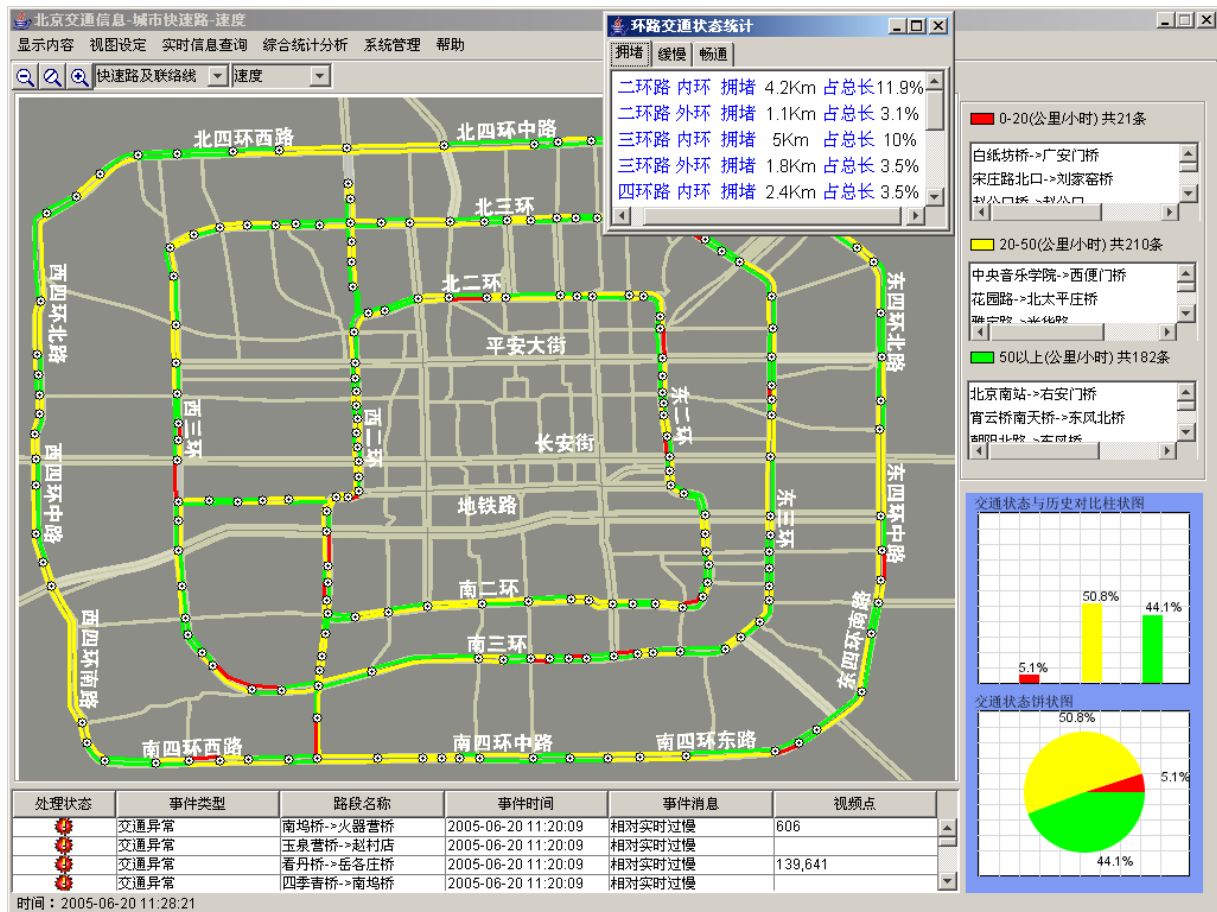 北京交通信息-城市快速路-速度
显示内容 视图设定 实时信息查询 综合统计分析 系统管理 帮助
快速路及联络线 速度
环路交通状态统计
拥堵 缓慢 畅通
二环路 内环 拥堵 4.2Km 占总长 11.9%
二环路 外环 拥堵 1.1Km 占总长 3.1%
三环路 内环 拥堵 5Km 占总长 10%
三环路 外环 拥堵 1.8Km 占总长 3.5%
四环路 内环 拥堵 2.4Km 占总长 3.5%
北四环西路
北四环中路
北三环
北二环
西四环北路
东四环北路
平安大街
西三环
西二环
东二环
长安街
西四环中路
东四环中路
地铁路
东三环
南二环
西四环南路
东四环南路
南三环
南四环西路
南四环中路
南四环东路
0-20(公里/小时) 共21条
白纸坊桥->广安门桥
宋庄路北口->刘家窑桥
赵公口桥->赵公口
20-50(公里/小时) 共210条
中央音乐学院->西便门桥
花园路->北太平庄桥
雅宝路->光华路
50以上(公里/小时) 共182条
北京南站->右安门桥
宵云桥南天桥->东风北桥
朝阳北路->东风桥
交通状态与历史对比柱状图
50.8%
44.1%
5.1%
交通状态饼状图
50.8%
5.1%
44.1%
处理状态 事件类型 路段名称 事件时间 事件消息 视频点
交通异常 南坞桥->火器营桥 2005-06-20 11:20:09 相对实时过慢 606
交通异常 玉泉营桥->赵村店 2005-06-20 11:20:09 相对实时过慢
交通异常 看丹桥->岳各庄桥 2005-06-20 11:20:09 相对实时过慢 139,641
交通异常 四季青桥->南坞桥 2005-06-20 11:20:09 相对实时过慢
时间：2005-06-20 11:28:21